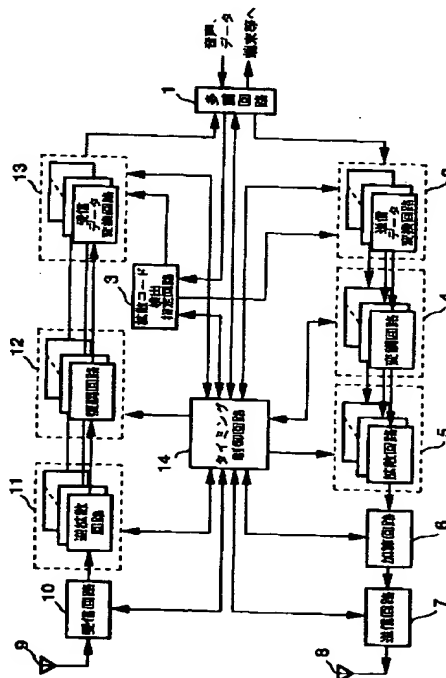 9
10
受信回路
11
逆拡散
回路
12
復調回路
13
受信
データ
変換回路
3
拡散コード
検出
指定回路
14
タイミング
制御回路
1
多重回路
音声、
データ
端末等へ
8
7
送信回路
6
加算回路
5
拡散回路
4
変調回路
送信
データ
変換回路